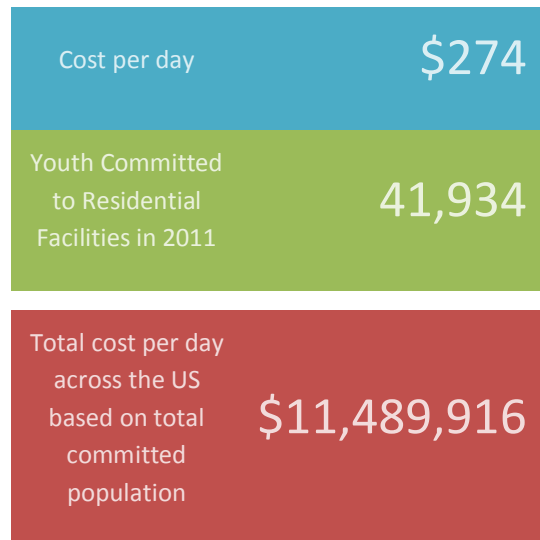 Cost per day
$274
Youth Committed
to Residential
Facilities in 2011
41,934
Total cost per day
across the US
based on total
committed
population
$11,489,916